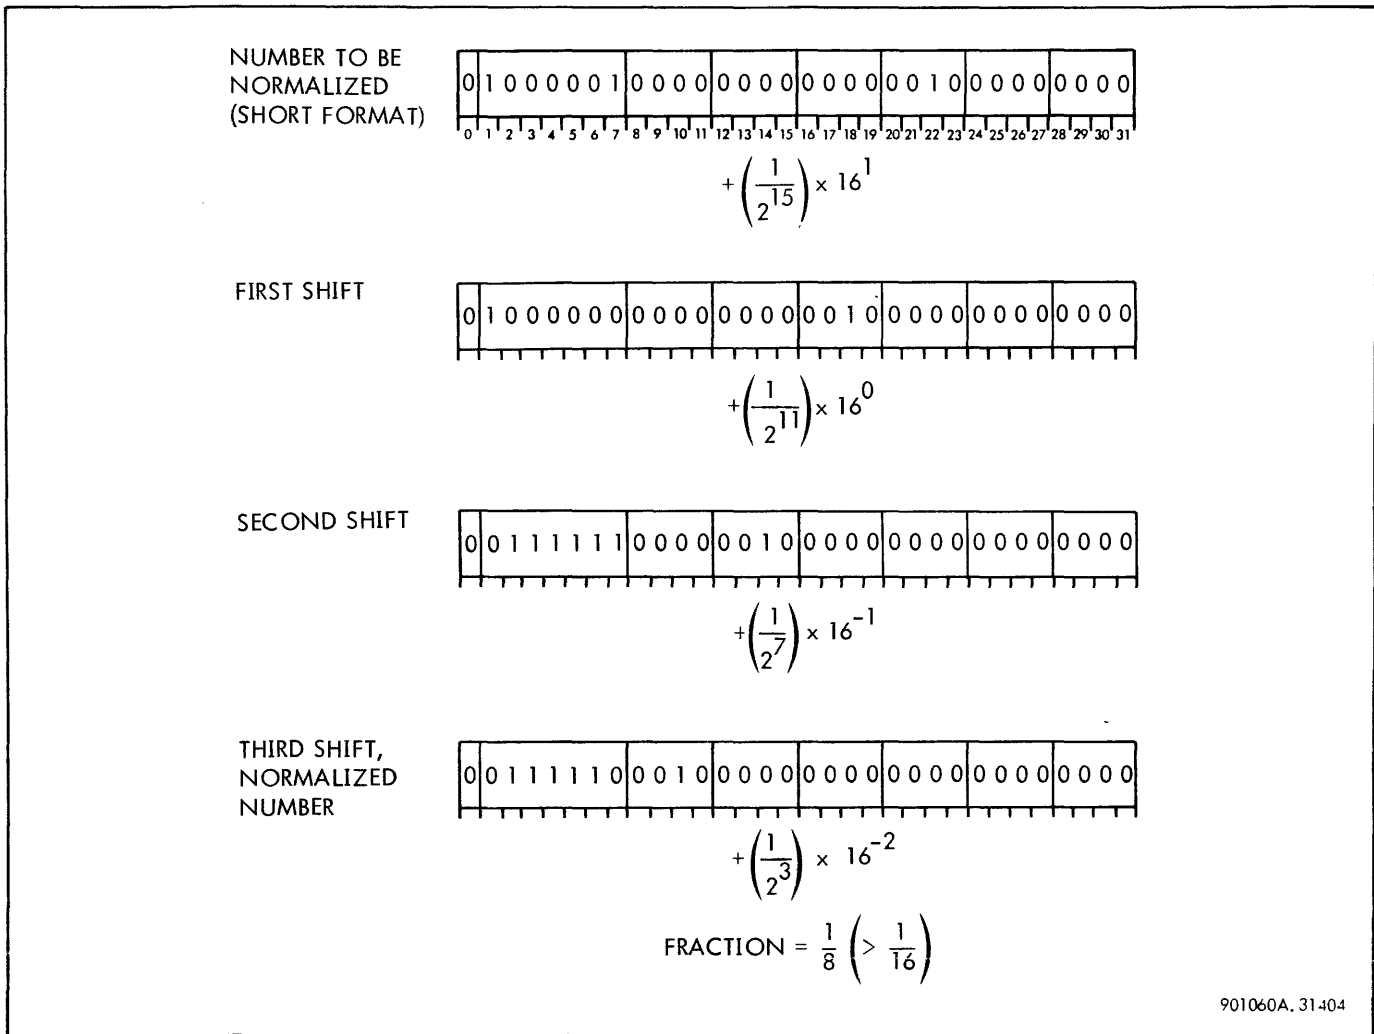 NUMBER TO BE
NORMALIZED
(SHORT FORMAT)
0 1 0 0 0 0 0 1 0 0 0 0 0 0 0 0 0 0 0 0 0 0 1 0 0 0 0 0 0 0 0 0
0 1 2 3 4 5 6 7 8 9 10 11 12 13 14 15 16 17 18 19 20 21 22 23 24 25 26 27 28 29 30 31
+ (1/2^15) × 16^1
FIRST SHIFT
0 1 0 0 0 0 0 0 0 0 0 0 0 0 0 0 0 0 1 0 0 0 0 0 0 0 0 0 0 0 0 0
+ (1/2^11) × 16^0
SECOND SHIFT
0 0 1 1 1 1 1 1 0 0 0 0 0 0 1 0 0 0 0 0 0 0 0 0 0 0 0 0 0 0 0 0
+ (1/2^7) × 16^-1
THIRD SHIFT,
NORMALIZED
NUMBER
0 0 1 1 1 1 1 0 0 0 1 0 0 0 0 0 0 0 0 0 0 0 0 0 0 0 0 0 0 0 0 0
+ (1/2^3) × 16^-2
FRACTION = 1/8 (> 1/16)
901060A. 31404